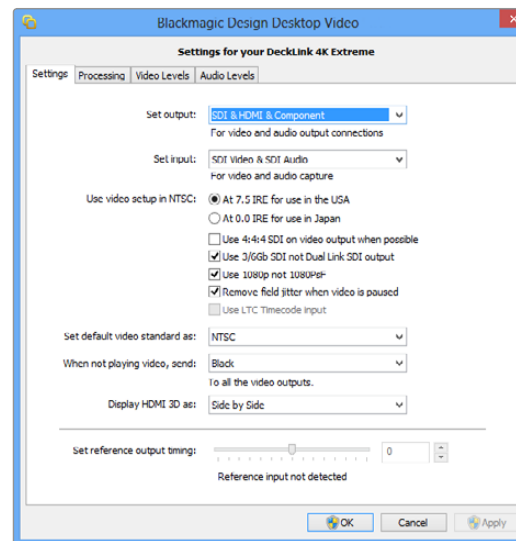 Blackmagic Design Desktop Video
Settings for your DeckLink 4K Extreme
Settings Processing Video Levels Audio Levels
Set output: SDI & HDMI & Component
For video and audio output connections
Set input: SDI Video & SDI Audio
For video and audio capture
Use video setup in NTSC: At 7.5 IRE for use in the USA
At 0.0 IRE for use in Japan
Use 4:4:4 SDI on video output when possible
Use 3/6Gb SDI not Dual Link SDI output
Use 1080p not 1080PsF
Remove field jitter when video is paused
Use LTC Timecode input
Set default video standard as: NTSC
When not playing video, send: Black
To all the video outputs.
Display HDMI 3D as: Side by Side
Set reference output timing: 0
Reference input not detected
OK Cancel Apply